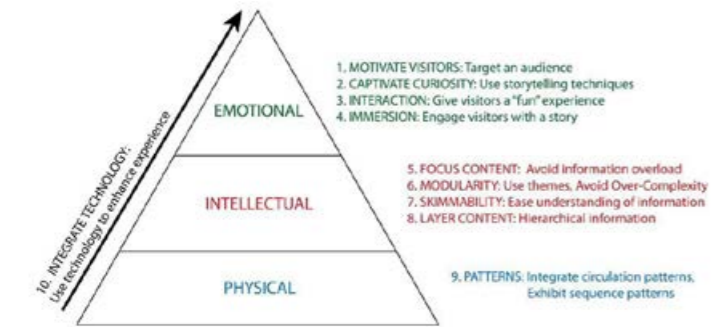 1. MOTIVATE VISITORS: Target an audience
2. CAPTIVATE CURIOSITY: Use storytelling techniques
3. INTERACTION: Give visitors a "fun" experience
4. IMMERSION: Engage visitors with a story
EMOTIONAL
5. FOCUS CONTENT: Avoid information overload
6. MODULARITY: Use themes, Avoid Over-Complexity
7. SKIMMABILITY: Ease understanding of information
8. LAYER CONTENT: Hierarchical information
INTELLECTUAL
9. PATTERNS: Integrate circulation patterns,
Exhibit sequence patterns
PHYSICAL
10. INTEGRATE TECHNOLOGY:
Use technology to enhance experience